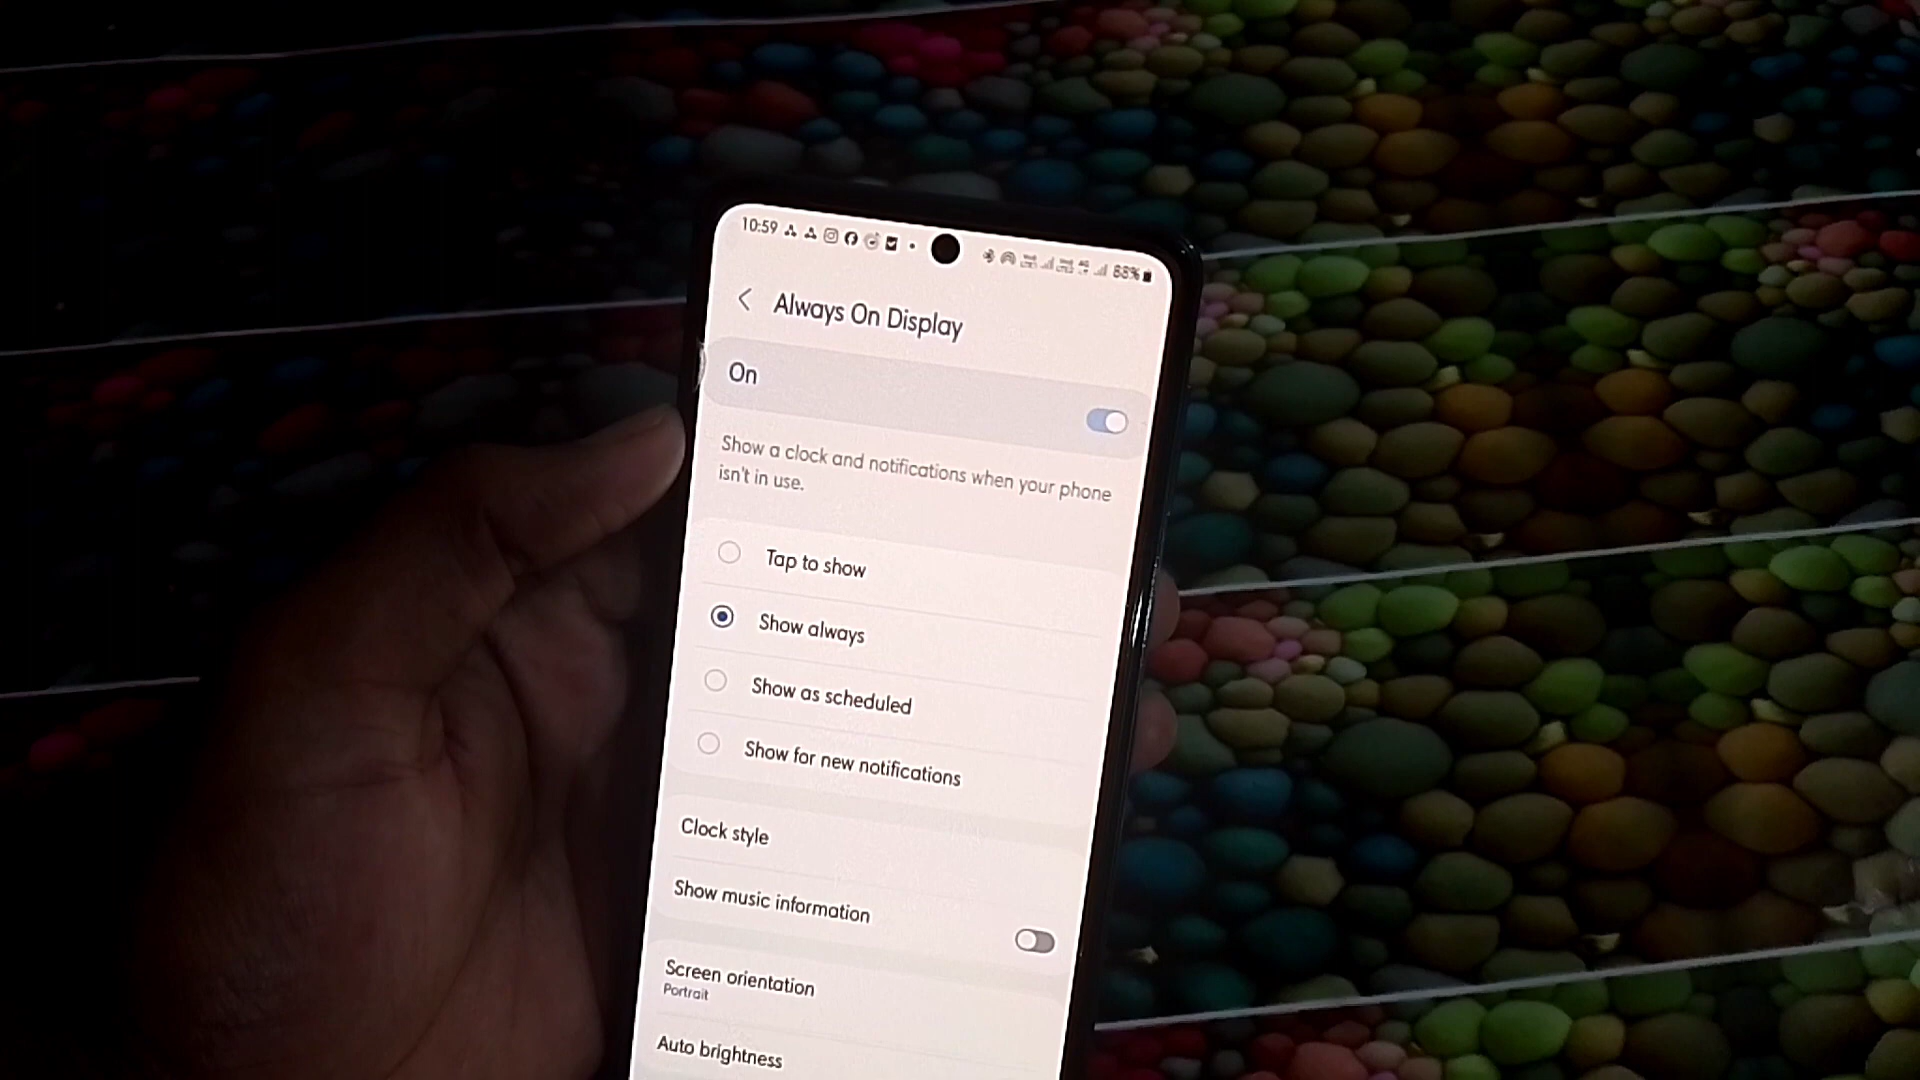 10:59
88%
Always On Display
On
Show a clock and notifications when your phone
isn't in use.
Tap to show
Show always
Show as scheduled
Show for new notifications
Clock style
Show music information
Screen orientation
Portrait
Auto brightness